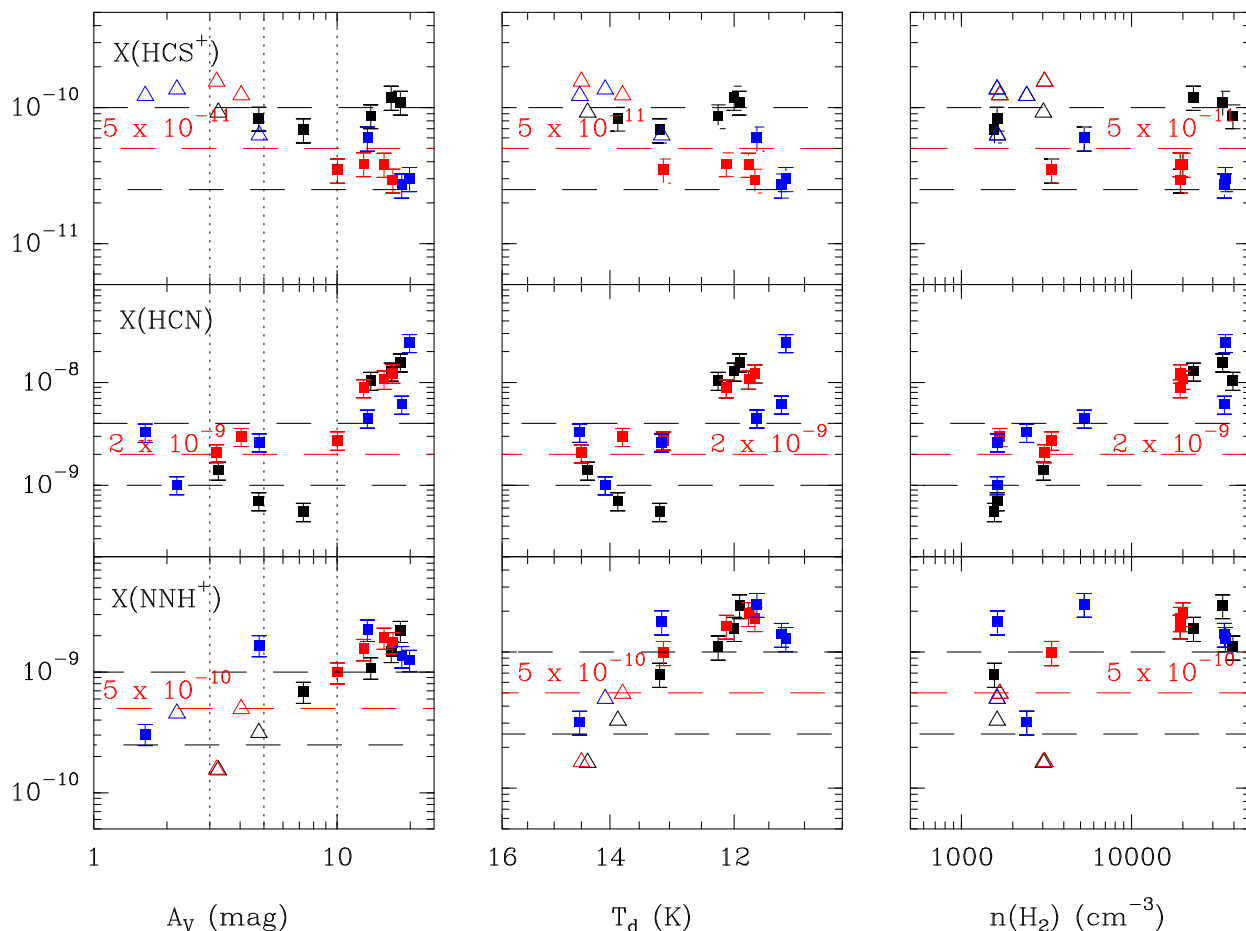 X(HCS⁺)
10⁻¹⁰
5 x 10⁻¹¹
5 x 10⁻¹¹
5 x 10⁻¹¹
10⁻¹¹
X(HCN)
10⁻⁸
2 x 10⁻⁹
2 x 10⁻⁹
2 x 10⁻⁹
10⁻⁹
X(NNH⁺)
10⁻⁹
5 x 10⁻¹⁰
5 x 10⁻¹⁰
5 x 10⁻¹⁰
10⁻¹⁰
1 10 16 14 12 1000 10000
A_V (mag) T_d (K) n(H₂) (cm⁻³)